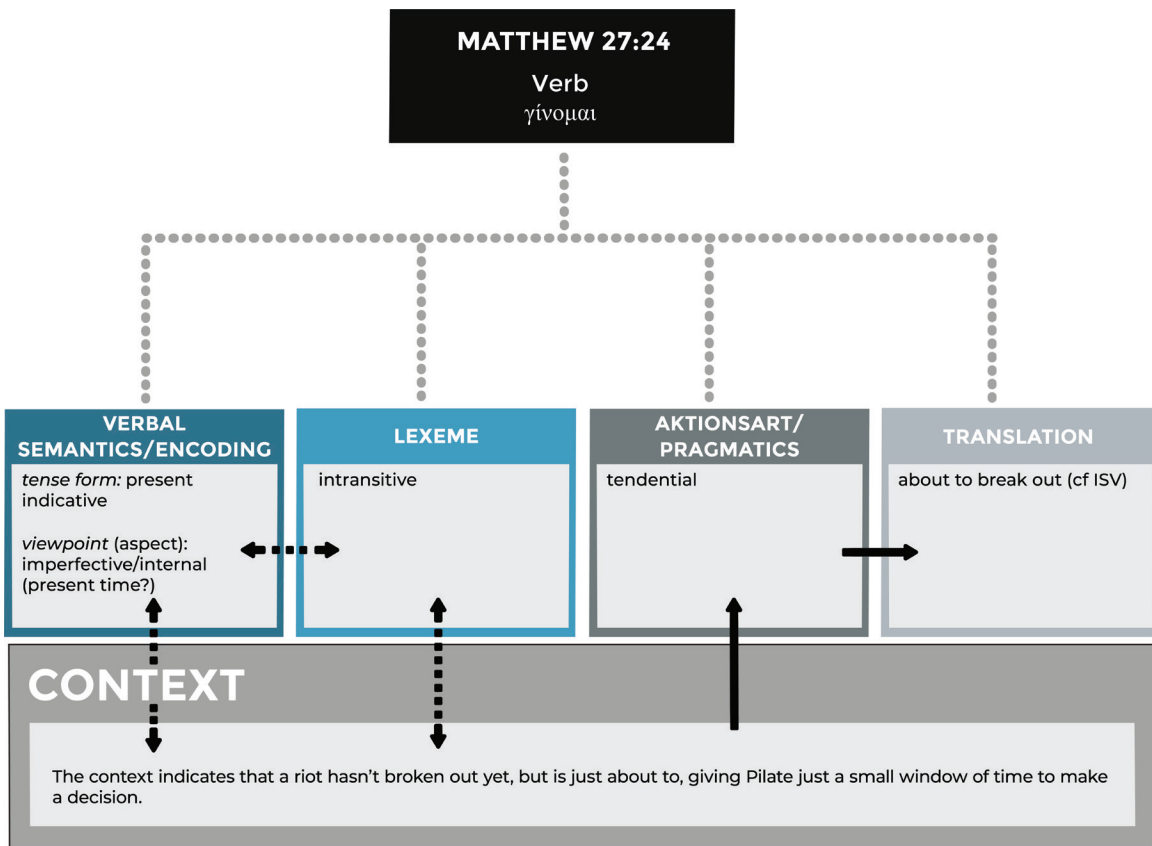 MATTHEW 27:24
Verb
γίνομαι
VERBAL
SEMANTICS/ENCODING
tense form: present
indicative
viewpoint (aspect):
imperfective/internal
(present time?)
LEXEME
intransitive
AKTIONSART/
PRAGMATICS
tendential
TRANSLATION
about to break out (cf ISV)
CONTEXT
The context indicates that a riot hasn’t broken out yet, but is just about to, giving Pilate just a small window of time to make
a decision.